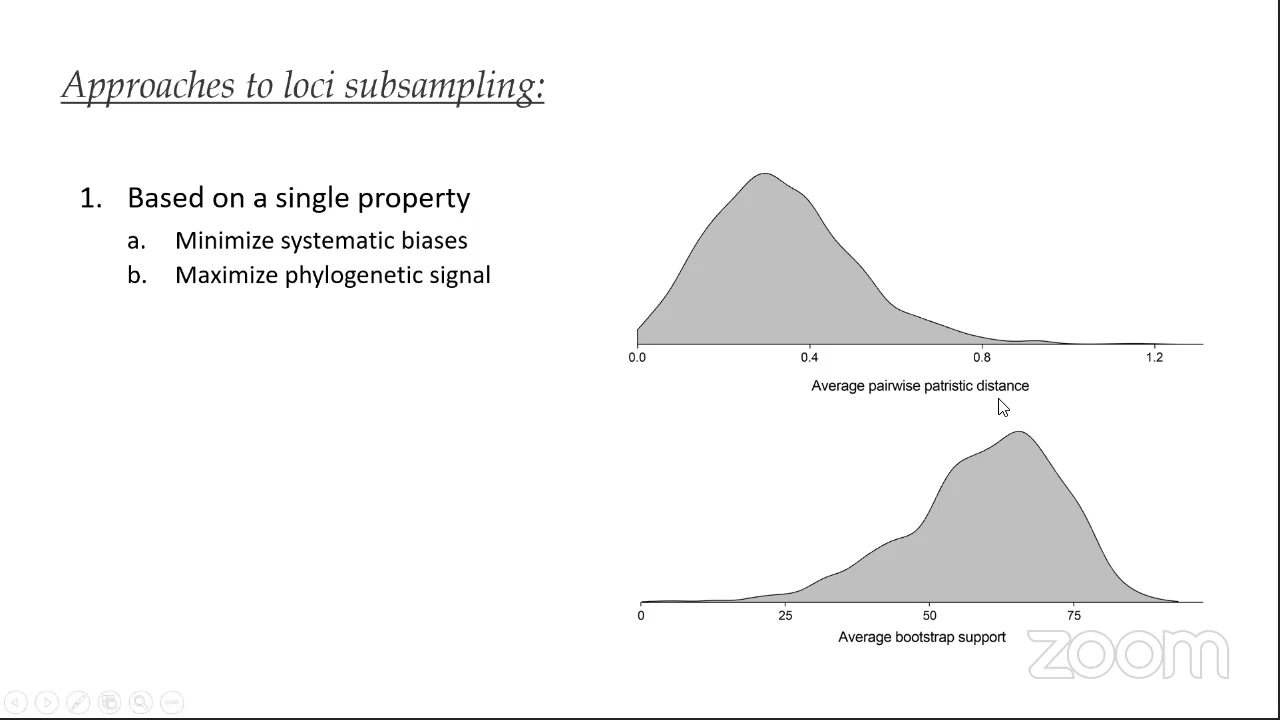 Approaches to loci subsampling:
1. Based on a single property
a. Minimize systematic biases
b. Maximize phylogenetic signal
0.0 0.4 0.8 1.2
Average pairwise patristic distance
0 25 50 75
Average bootstrap support
zoom